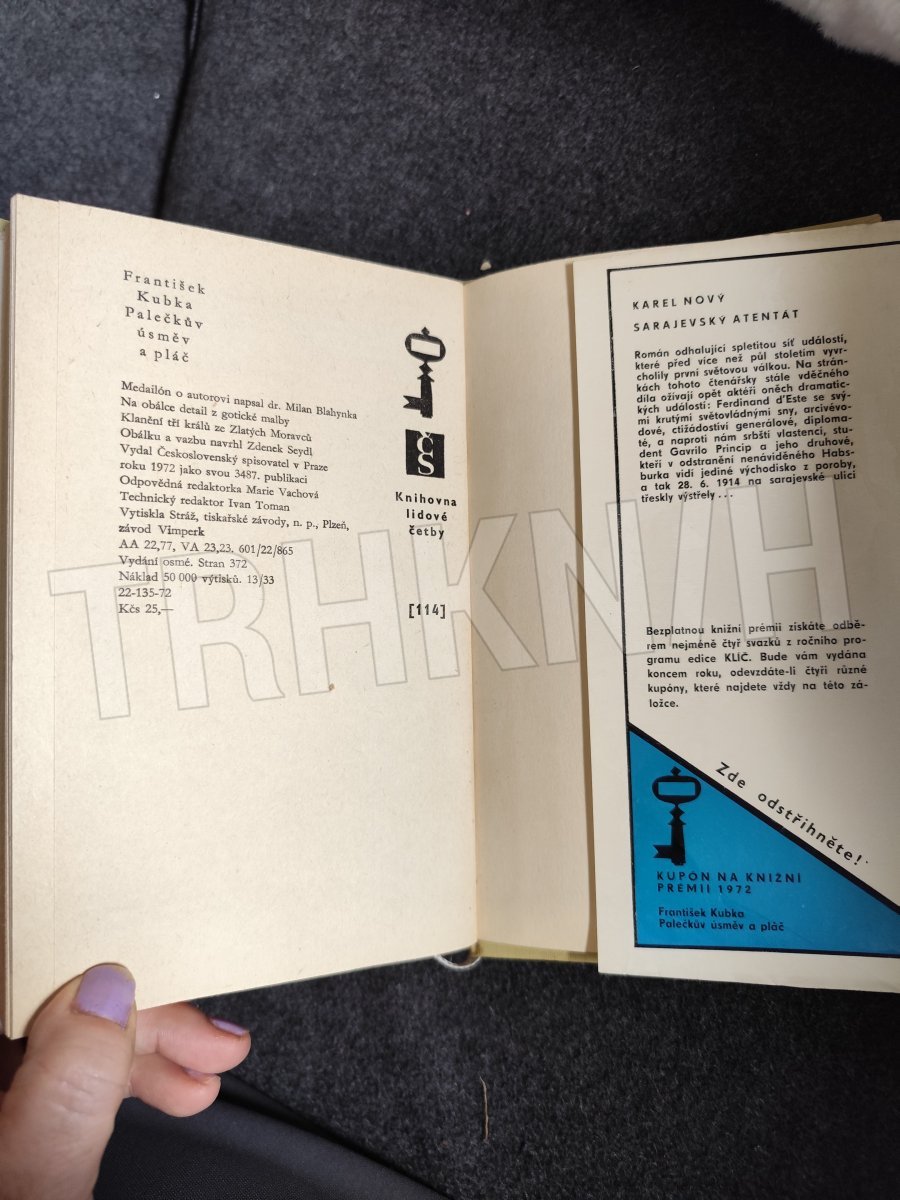 František
Kubka
Palečkův
úsměv
a pláč
Medailón o autorovi napsal dr. Milan Blahynka
Na obálce detail z gotické malby
Klanění tří králů ze Zlatých Moravců
Obálku a vazbu navrhl Zdenek Seydl
Vydal Československý spisovatel v Praze
roku 1972 jako svou 3487. publikaci
Odpovědná redaktorka Marie Vachová
Technický redaktor Ivan Toman
Vytiskla Stráž, tiskařské závody, n. p., Plzeň,
závod Vimperk
AA 22,77, VA 23,23. 601/22/865
Vydání osmé. Stran 372
Náklad 50 000 výtisků. 13/33
22-135-72
Kčs 25,—
čs
Knihovna
lidové
četby
[114]
KAREL NOVÝ
SARAJEVSKÝ ATENTÁT
Román odhalující spletitou síť událostí,
které před více než půl stoletím vyvr-
cholily první světovou válkou. Na strán-
kách tohoto čtenářsky stále vděčného
díla ožívají opět aktéři oněch dramatic-
kých událostí: Ferdinand d'Este se svý-
mi krutými světovládnými sny, arcivévo-
dové, ctižádostiví generálové, diploma-
té, a naproti nám srbští vlastenci, stu-
dent Gavrilo Princip a jeho druhové,
kteří v odstranění nenáviděného Habs-
burka vidí jediné východisko z poroby,
a tak 28. 6. 1914 na sarajevské ulici
třeskly výstřely...
Bezplatnou knižní prémii získáte odbě-
rem nejméně čtyř svazků z ročního pro-
gramu edice KLÍČ. Bude vám vydána
koncem roku, odevzdáte-li čtyři různé
kupóny, které najdete vždy na této zá-
ložce.
Zde odstřihněte!
KUPÓN NA KNIŽNÍ
PRÉMII 1972
František Kubka
Palečkův úsměv a pláč
TRHKNIH